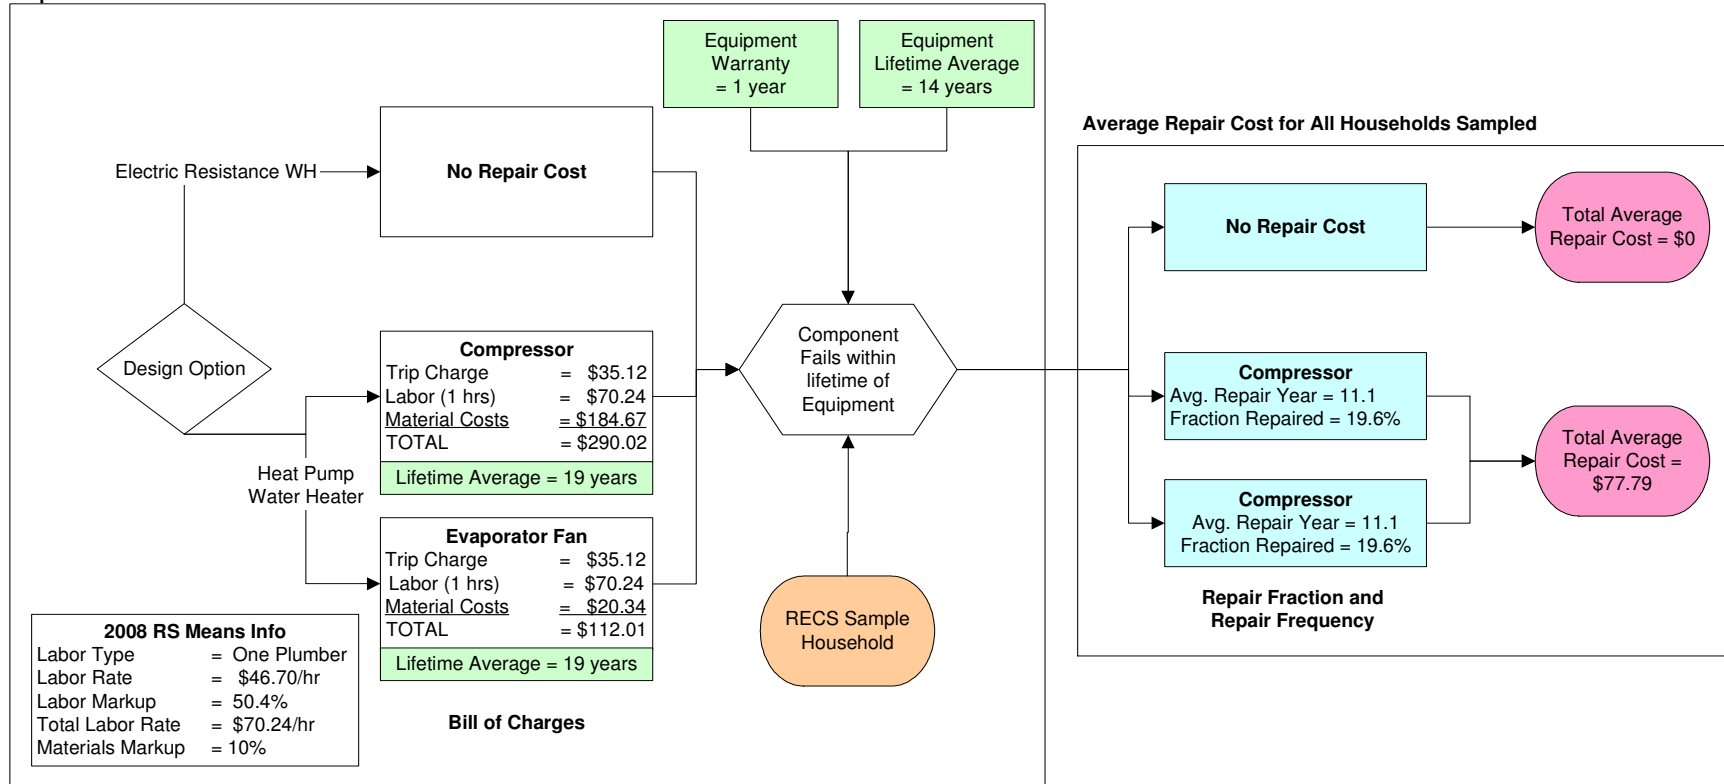 Equipment
Warranty
= 1 year
Equipment
Lifetime Average
= 14 years
Electric Resistance WH
No Repair Cost
Design Option
Compressor
Trip Charge = $35.12
Labor (1 hrs) = $70.24
Material Costs = $184.67
TOTAL = $290.02
Lifetime Average = 19 years
Heat Pump
Water Heater
Evaporator Fan
Trip Charge = $35.12
Labor (1 hrs) = $70.24
Material Costs = $20.34
TOTAL = $112.01
Lifetime Average = 19 years
Component
Fails within
lifetime of
Equipment
RECS Sample
Household
2008 RS Means Info
Labor Type = One Plumber
Labor Rate = $46.70/hr
Labor Markup = 50.4%
Total Labor Rate = $70.24/hr
Materials Markup = 10%
Bill of Charges
Average Repair Cost for All Households Sampled
No Repair Cost
Total Average
Repair Cost = $0
Compressor
Avg. Repair Year = 11.1
Fraction Repaired = 19.6%
Compressor
Avg. Repair Year = 11.1
Fraction Repaired = 19.6%
Total Average
Repair Cost =
$77.79
Repair Fraction and
Repair Frequency